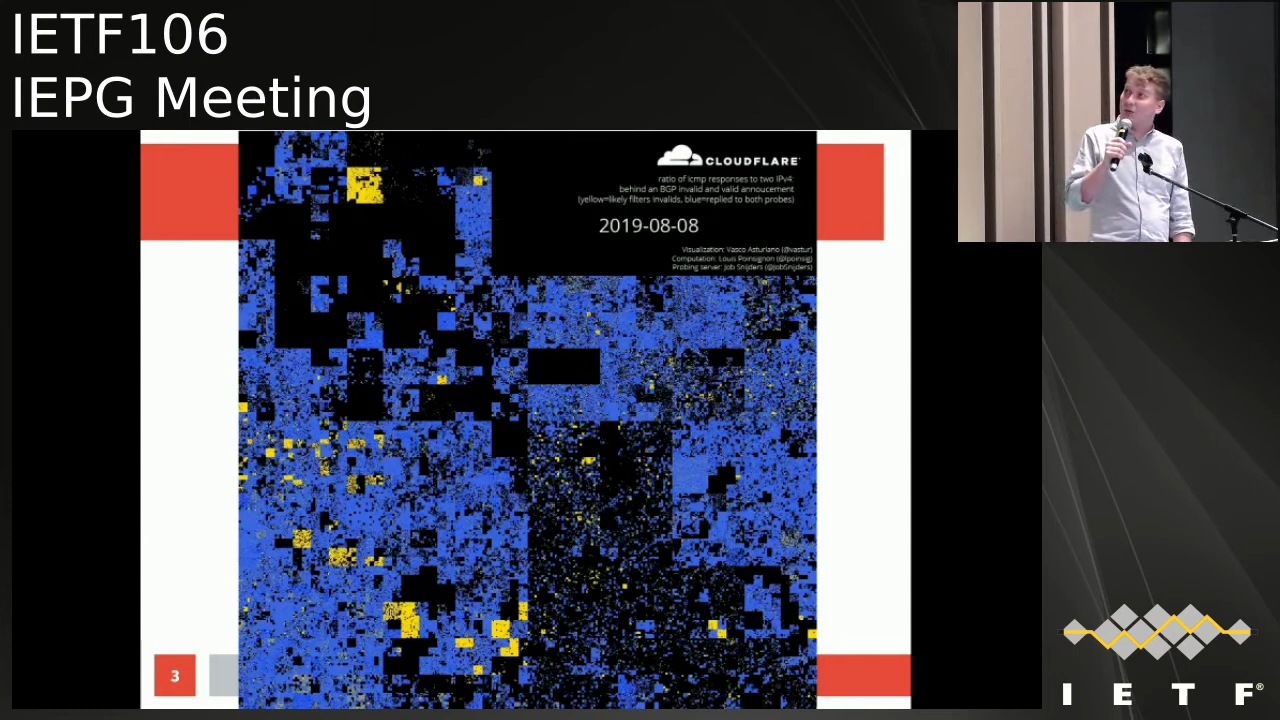 IETF106
IEPG Meeting
CLOUDFLARE
ratio of icmp responses to two IPv4:
behind an BGP invalid and valid annoucement
(yellow=likely filters invalids, blue=replied to both probes)
2019-08-08
Visualization: Vasco Asturiano (@vastur)
Computation: Louis Poinsignon (@lpoinsig)
Probing server: Job Snijders (@JobSnijders)
3
I E T F®